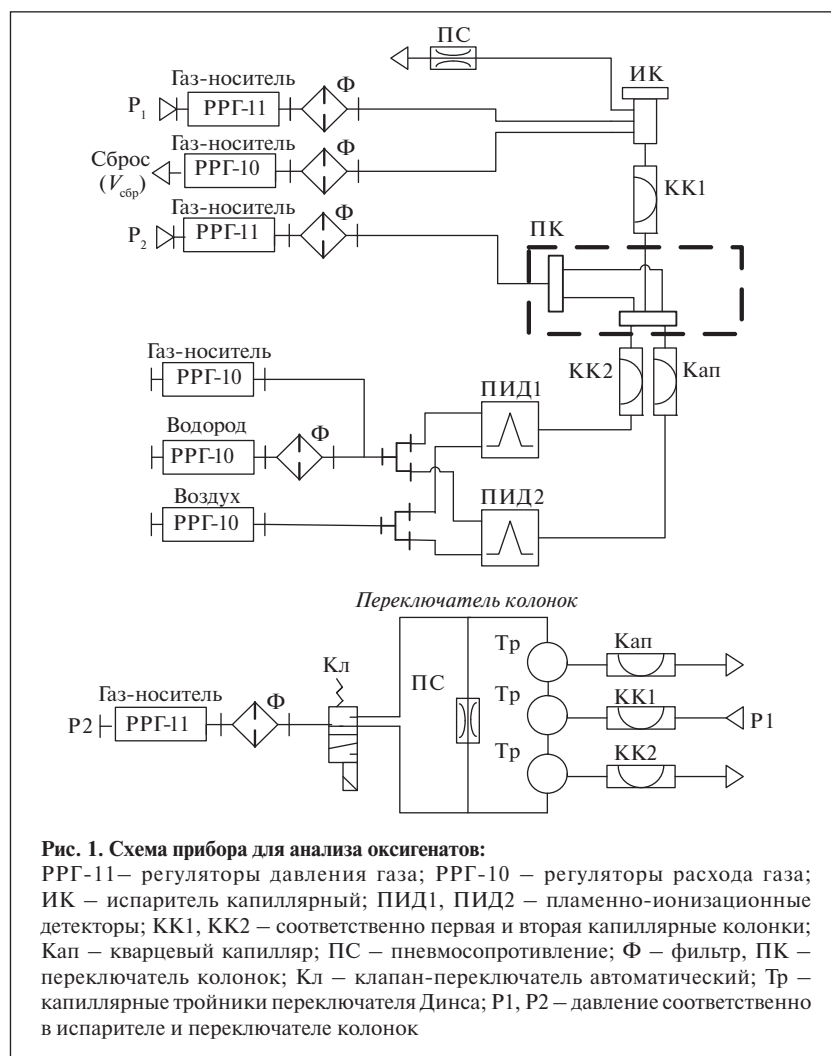 ПС
ИК
Газ-носитель
Ф
P₁
РРГ-11
Газ-носитель
Ф
Сброс
(Vсбр)
РРГ-10
КК1
Газ-носитель
Ф
P₂
РРГ-11
ПК
Газ-носитель
РРГ-10
КК2
Кап
ПИД1
Водород
Ф
РРГ-10
Воздух
РРГ-10
ПИД2
Переключатель колонок
Тр
Кап
Кл
ПС
Газ-носитель
Ф
Тр
КК1
P2
РРГ-11
P1
Тр
КК2
Рис. 1. Схема прибора для анализа оксигенатов:
РРГ-11– регуляторы давления газа; РРГ-10 – регуляторы расхода газа;
ИК – испаритель капиллярный; ПИД1, ПИД2 – пламенно-ионизационные
детекторы; КК1, КК2 – соответственно первая и вторая капиллярные колонки;
Кап – кварцевый капилляр; ПС – пневмосопротивление; Ф – фильтр, ПК –
переключатель колонок; Кл – клапан-переключатель автоматический; Тр –
капиллярные тройники переключателя Динса; Р1, Р2 – давление соответственно
в испарителе и переключателе колонок